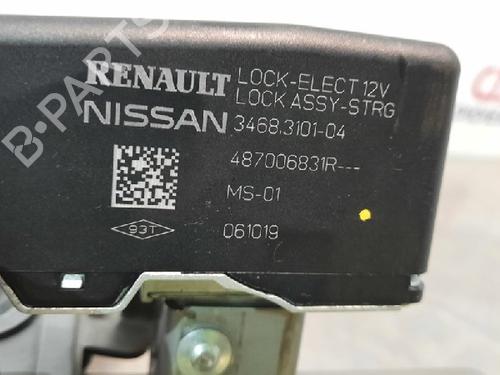 RENAULT LOCK-ELECT 12V
LOCK ASSY-STRG
NISSAN 3468.3101-04
487006831R---
MS-01
93T 061019
B-PARTS